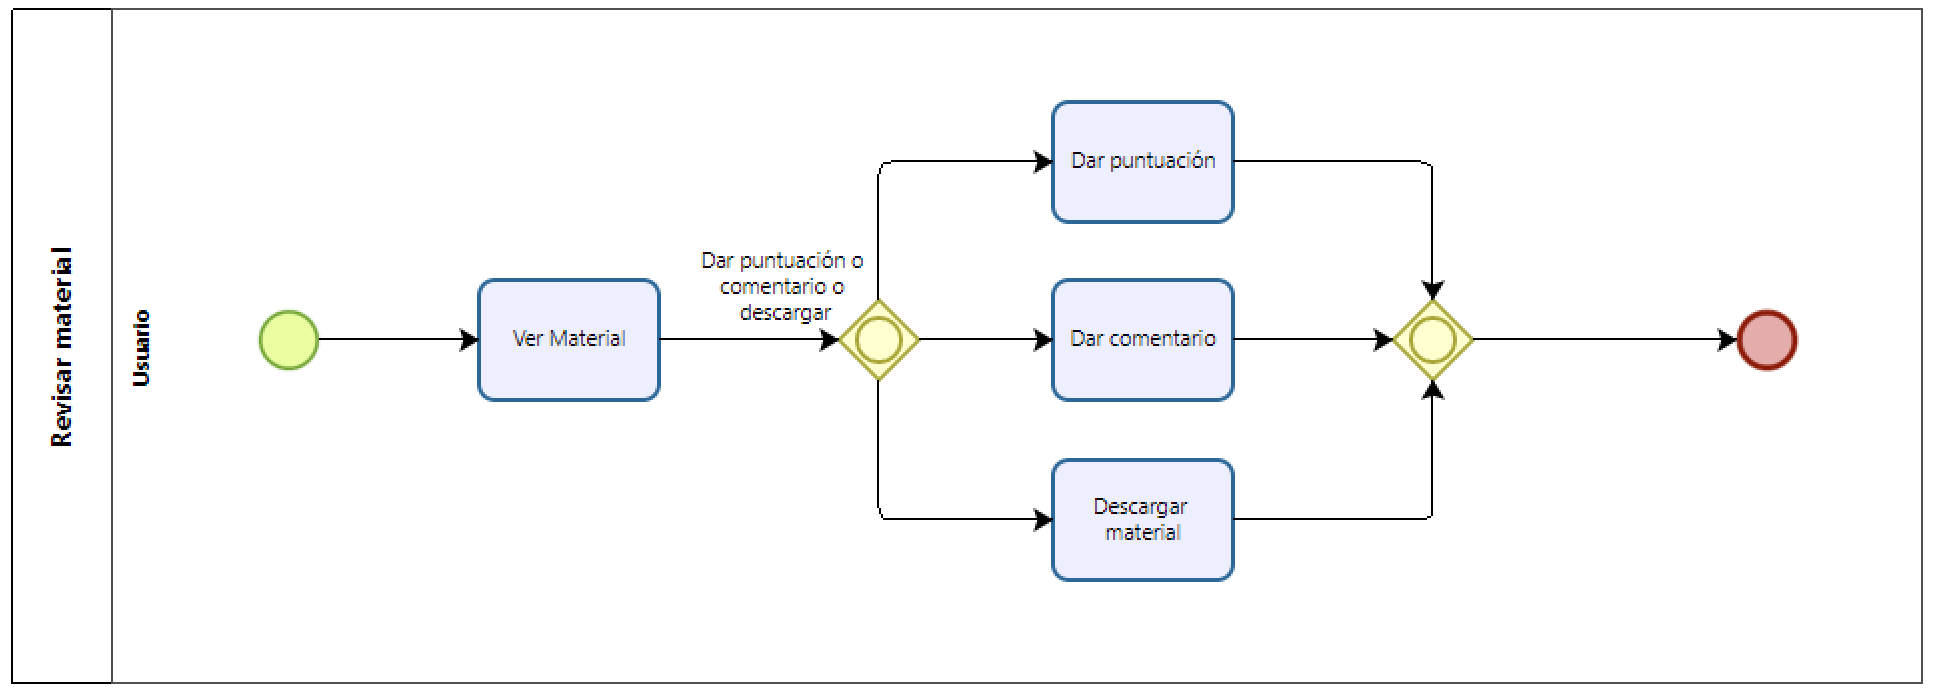 Revisar material
Usuario
Ver Material
Dar puntuación o
comentario o
descargar
Dar puntuación
Dar comentario
Descargar
material